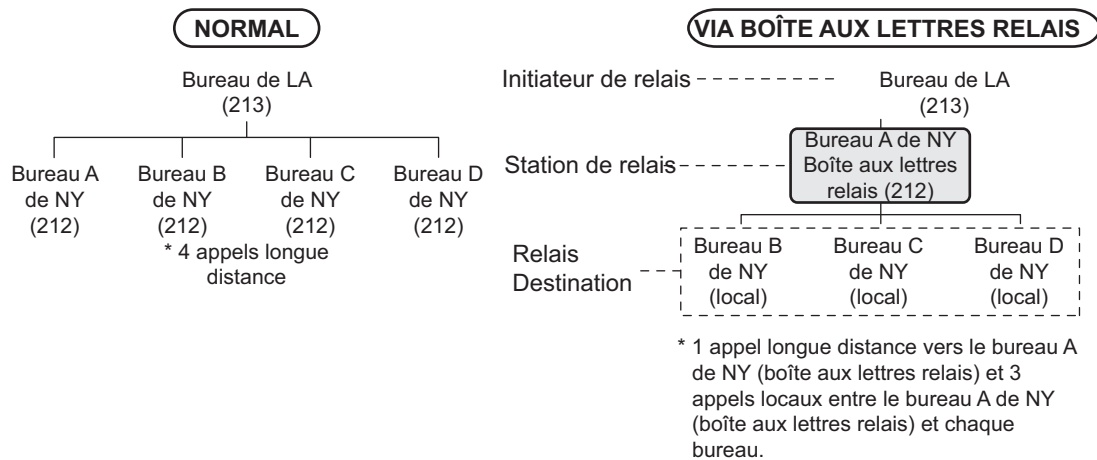 NORMAL
Bureau de LA
(213)
Bureau A
de NY
(212)
Bureau B
de NY
(212)
Bureau C
de NY
(212)
Bureau D
de NY
(212)
* 4 appels longue
distance
VIA BOÎTE AUX LETTRES RELAIS
Initiateur de relais
Bureau de LA
(213)
Station de relais
Bureau A de NY
Boîte aux lettres
relais (212)
Relais
Destination
Bureau B
de NY
(local)
Bureau C
de NY
(local)
Bureau D
de NY
(local)
* 1 appel longue distance vers le bureau A
de NY (boîte aux lettres relais) et 3
appels locaux entre le bureau A de NY
(boîte aux lettres relais) et chaque
bureau.